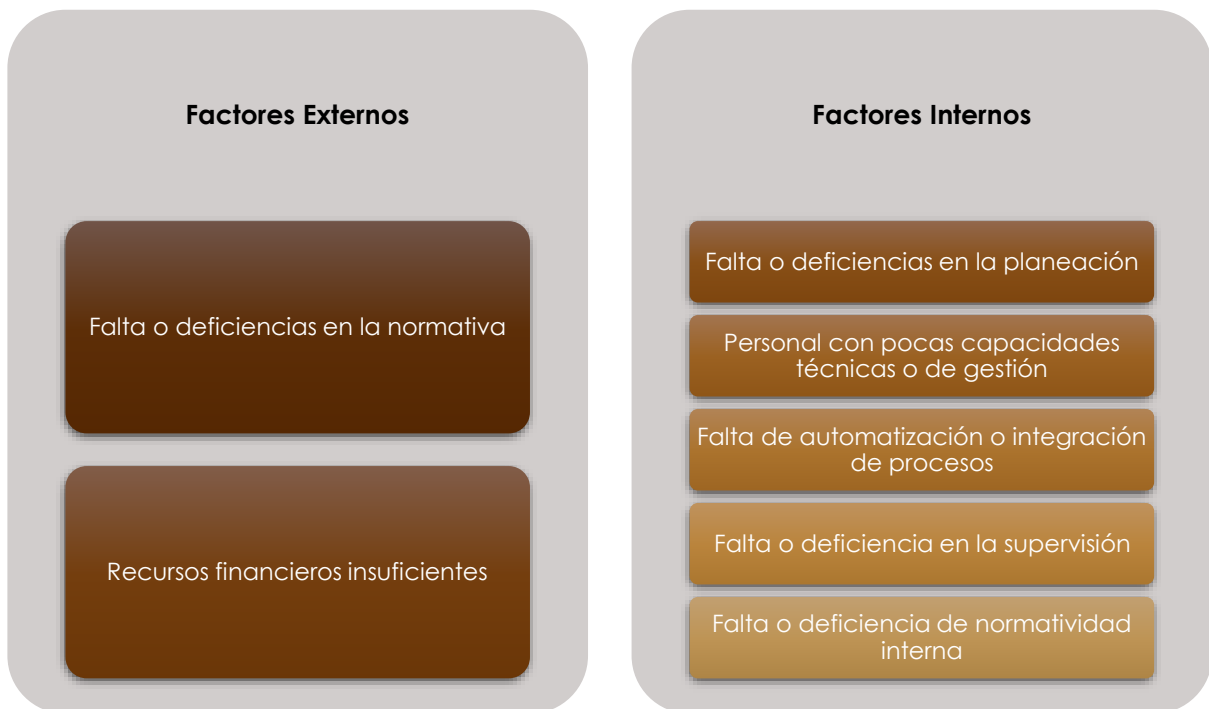 Factores Externos
Falta o deficiencias en la normativa
Recursos financieros insuficientes
Factores Internos
Falta o deficiencias en la planeación
Personal con pocas capacidades
técnicas o de gestión
Falta de automatización o integración
de procesos
Falta o deficiencia en la supervisión
Falta o deficiencia de normatividad
interna